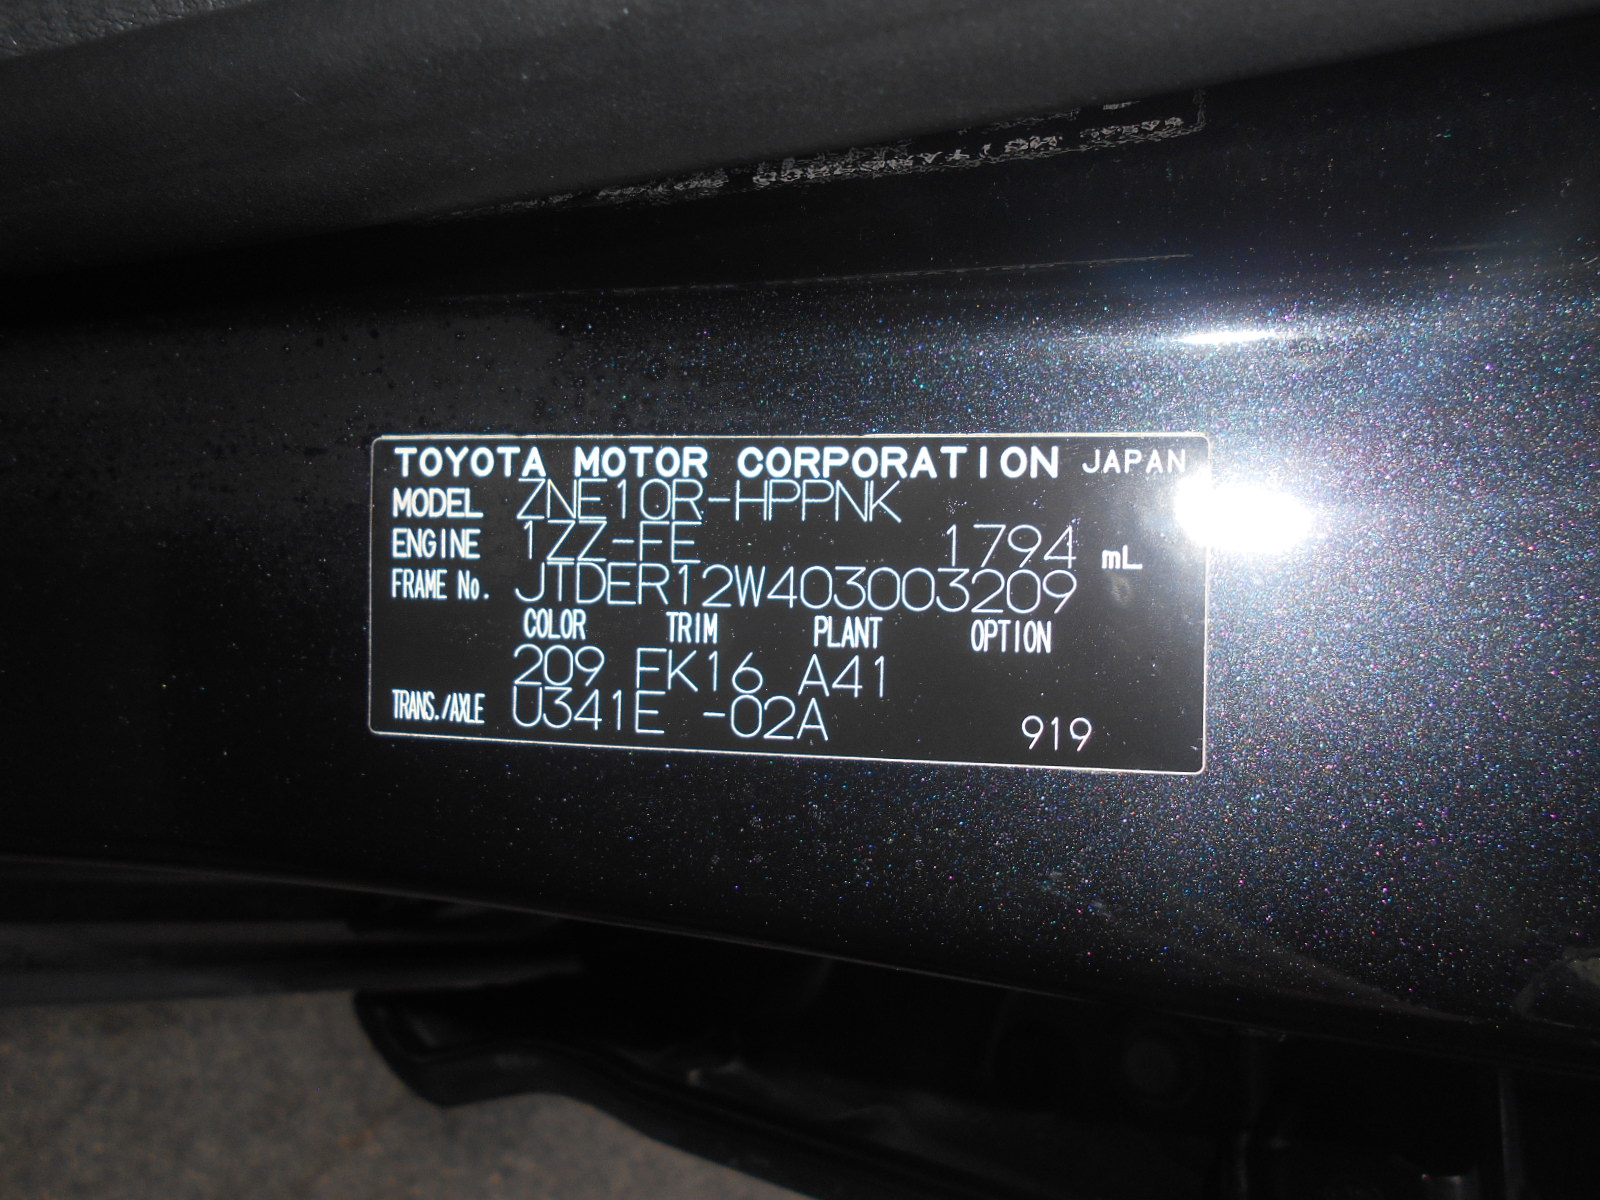 TOYOTA MOTOR CORPORATION JAPAN
MODEL ZNE10R-HPPNK
ENGINE 1ZZ-FE 1794 mL
FRAME No. JTDER12W403003209
COLOR TRIM PLANT OPTION
209 FK16 A41
TRANS./AXLE U341E -02A 919